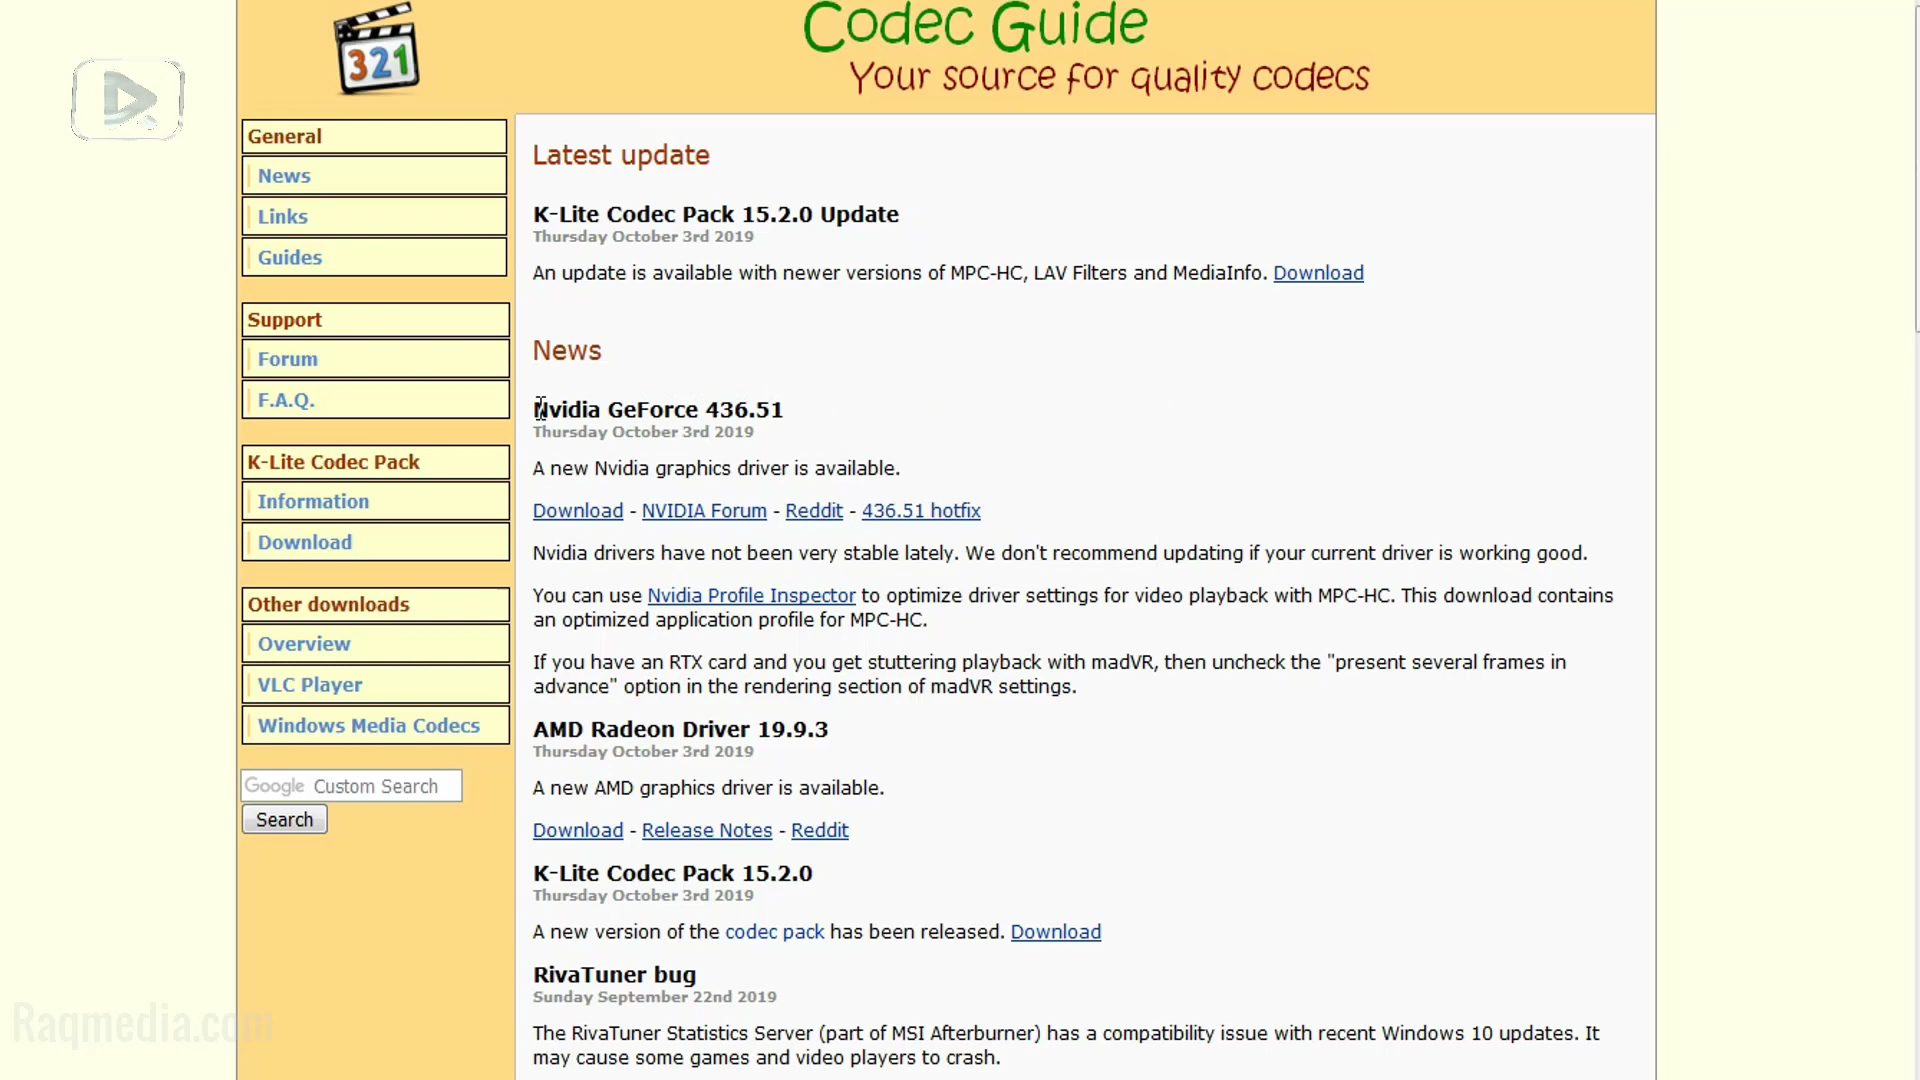 321
Codec Guide
Your source for quality codecs
General
News
Links
Guides
Support
Forum
F.A.Q.
K-Lite Codec Pack
Information
Download
Other downloads
Overview
VLC Player
Windows Media Codecs
Google Custom Search
Search
Latest update
K-Lite Codec Pack 15.2.0 Update
Thursday October 3rd 2019
An update is available with newer versions of MPC-HC, LAV Filters and MediaInfo. Download
News
Nvidia GeForce 436.51
Thursday October 3rd 2019
A new Nvidia graphics driver is available.
Download - NVIDIA Forum - Reddit - 436.51 hotfix
Nvidia drivers have not been very stable lately. We don't recommend updating if your current driver is working good.
You can use Nvidia Profile Inspector to optimize driver settings for video playback with MPC-HC. This download contains
an optimized application profile for MPC-HC.
If you have an RTX card and you get stuttering playback with madVR, then uncheck the "present several frames in
advance" option in the rendering section of madVR settings.
AMD Radeon Driver 19.9.3
Thursday October 3rd 2019
A new AMD graphics driver is available.
Download - Release Notes - Reddit
K-Lite Codec Pack 15.2.0
Thursday October 3rd 2019
A new version of the codec pack has been released. Download
RivaTuner bug
Sunday September 22nd 2019
The RivaTuner Statistics Server (part of MSI Afterburner) has a compatibility issue with recent Windows 10 updates. It
may cause some games and video players to crash.
Raqmedia.com